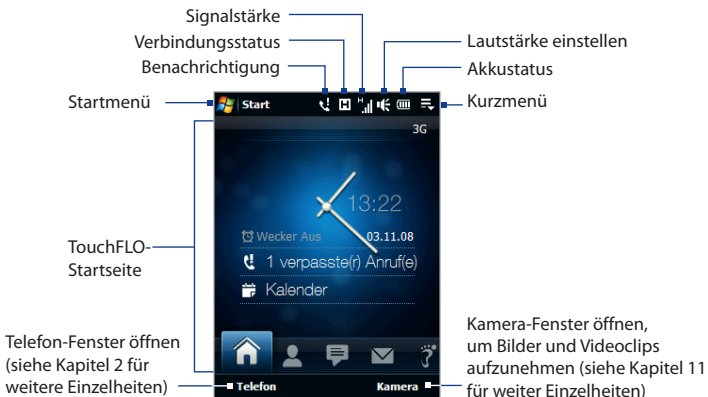 Signalstärke
Verbindungsstatus
Benachrichtigung
Lautstärke einstellen
Akkustatus
Startmenü
Kurzmenü
Start
H
H
3G
13:22
Wecker Aus
03.11.08
1 verpasste(r) Anruf(e)
Kalender
TouchFLO-
Startseite
Telefon-Fenster öffnen
(siehe Kapitel 2 für
weitere Einzelheiten)
Telefon
Kamera
Kamera-Fenster öffnen,
um Bilder und Videoclips
aufzunehmen (siehe Kapitel 11
für weiter Einzelheiten)